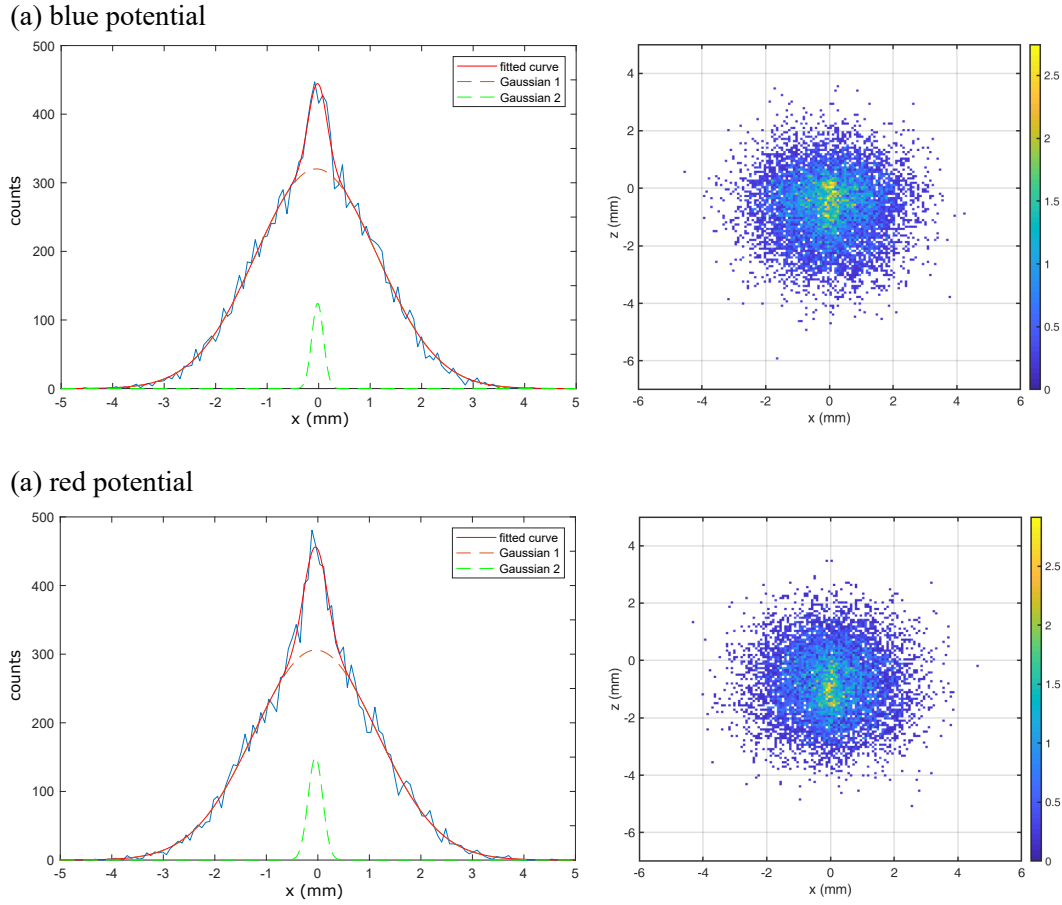 (a) blue potential
500
450
400
350
300
250
200
150
100
50
0
counts
-5 -4 -3 -2 -1 0 1 2 3 4 5
x (mm)
fitted curve
Gaussian 1
Gaussian 2
4
2
0
-2
-4
-6
z (mm)
-6 -4 -2 0 2 4 6
x (mm)
2.5
2
1.5
1
0.5
0
(a) red potential
500
400
300
200
100
0
counts
-5 -4 -3 -2 -1 0 1 2 3 4 5
x (mm)
fitted curve
Gaussian 1
Gaussian 2
4
2
0
-2
-4
-6
z (mm)
-6 -4 -2 0 2 4 6
x (mm)
2.5
2
1.5
1
0.5
0